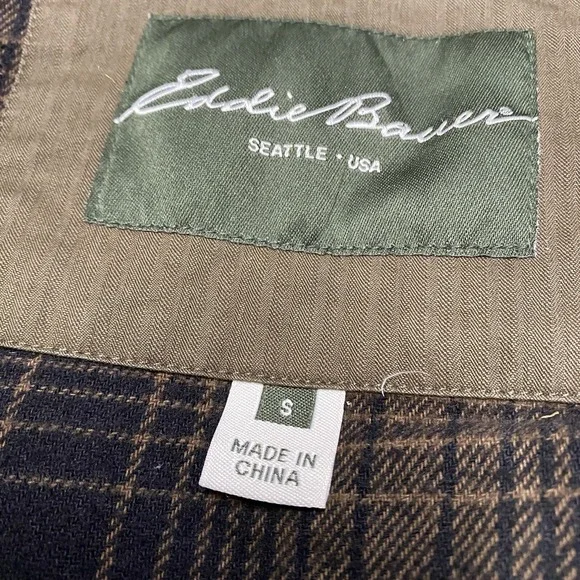 Eddie Bauer
SEATTLE · USA
S
MADE IN
CHINA